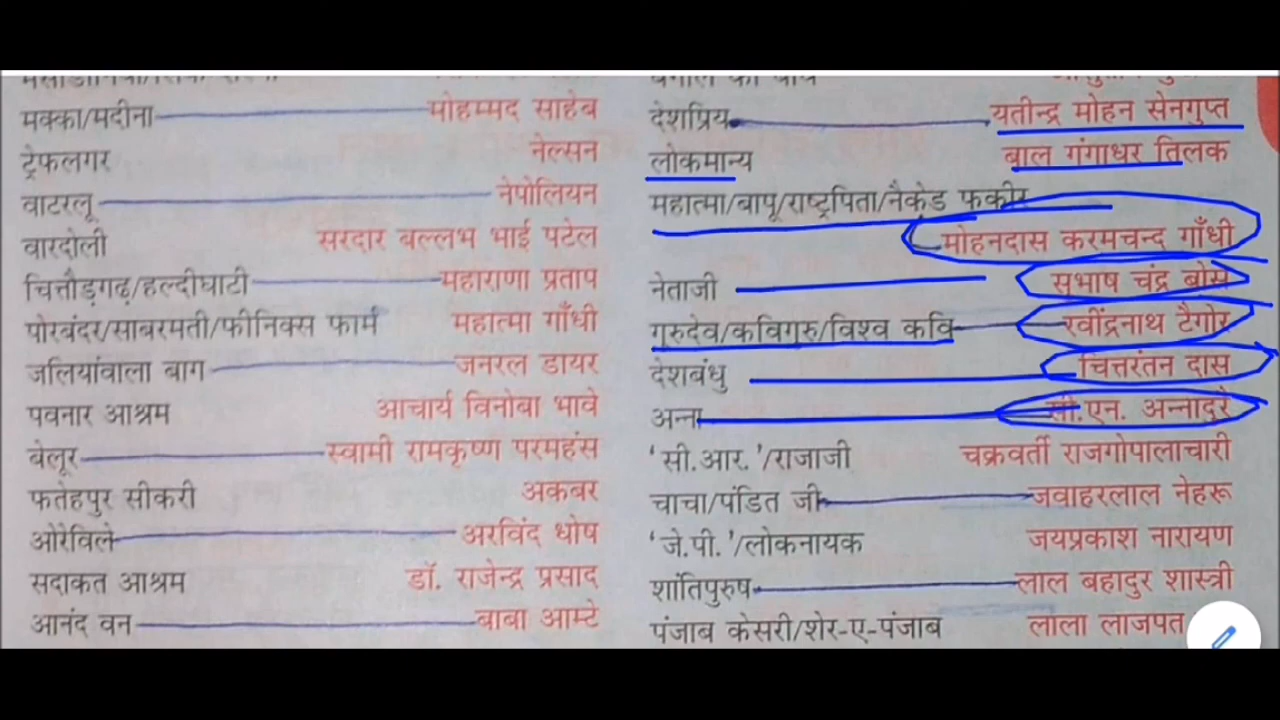 मक्का/मदीना मोहम्मद साहेब
ट्रेफलगर नेल्सन
वाटरलू नेपोलियन
वारदोली सरदार बल्लभ भाई पटेल
चित्तौड़गढ़/हल्दीघाटी महाराणा प्रताप
पोरबंदर/साबरमती/फीनिक्स फार्म महात्मा गाँधी
जलियांवाला बाग जनरल डायर
पवनार आश्रम आचार्य विनोबा भावे
बेलूर स्वामी रामकृष्ण परमहंस
फतेहपुर सीकरी अकबर
औरेविले अरविंद धोष
सदाकत आश्रम डॉ. राजेन्द्र प्रसाद
आनंद वन बाबा आम्टे
देशप्रिय यतीन्द्र मोहन सेनगुप्त
लोकमान्य बाल गंगाधर तिलक
महात्मा/बापू/राष्ट्रपिता/नैकेड फकीर
मोहनदास करमचन्द गाँधी
नेताजी सुभाष चंद्र बोस
गुरुदेव/कविगुरु/विश्व कवि रवींद्रनाथ टैगोर
देशबंधु चित्तरंतन दास
अन्ना सी.एन. अन्नादुरै
'सी.आर.'/राजाजी चक्रवर्ती राजगोपालाचारी
चाचा/पंडित जी जवाहरलाल नेहरू
'जे.पी.'/लोकनायक जयप्रकाश नारायण
शांतिपुरुष लाल बहादुर शास्त्री
पंजाब केसरी/शेर-ए-पंजाब लाला लाजपत